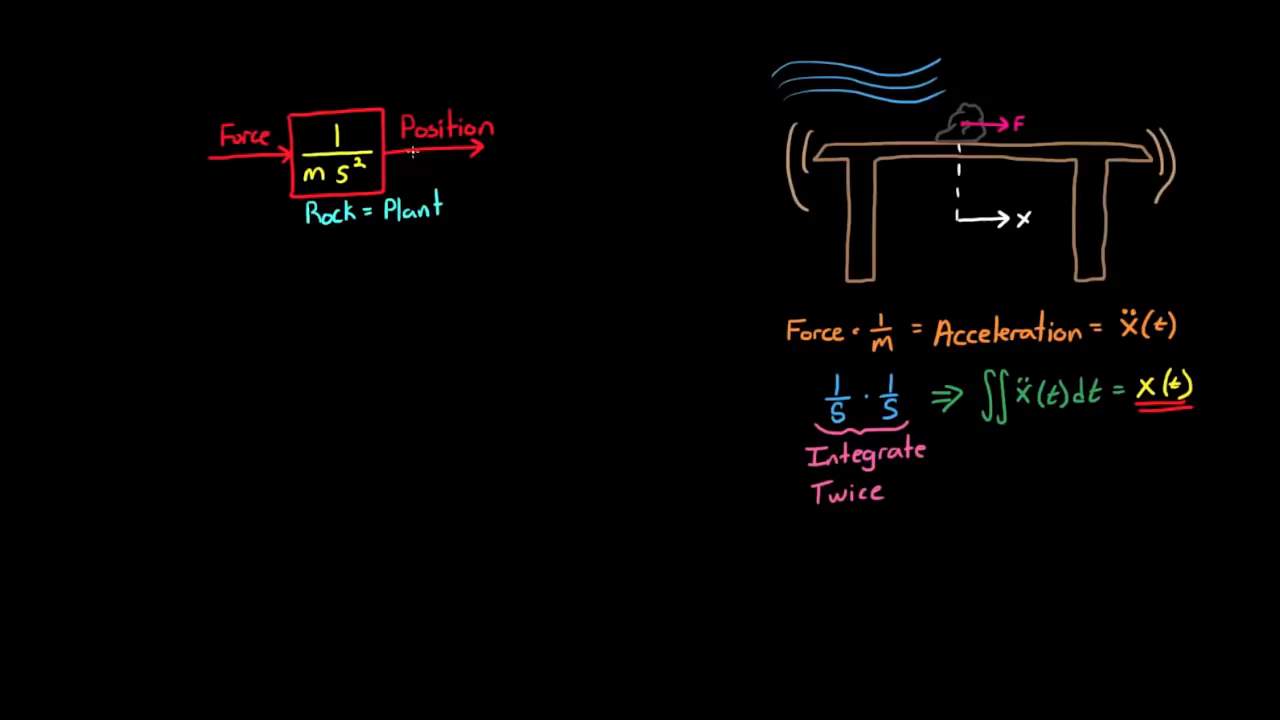 Force
1
m s²
Position
Rock = Plant
F
x
Force · 1/m = Acceleration = ẍ(t)
1/s · 1/s ⇒ ∬ẍ(t)dt = x(t)
Integrate
Twice